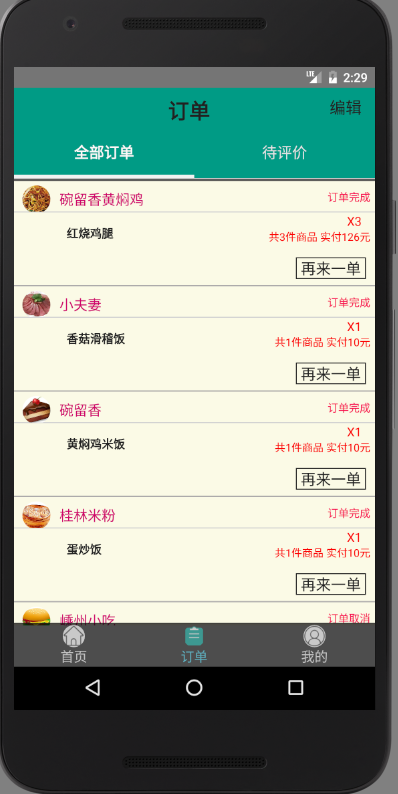 LTE 2:29
订单 编辑
全部订单 待评价
碗留香黄焖鸡 订单完成
X3
红烧鸡腿
共3件商品 实付126元
再来一单
小夫妻 订单完成
X1
香菇滑稽饭
共1件商品 实付10元
再来一单
碗留香 订单完成
X1
黄焖鸡米饭
共1件商品 实付10元
再来一单
桂林米粉 订单完成
X1
蛋炒饭
共1件商品 实付10元
再来一单
嵊州小吃 订单取消
首页 订单 我的